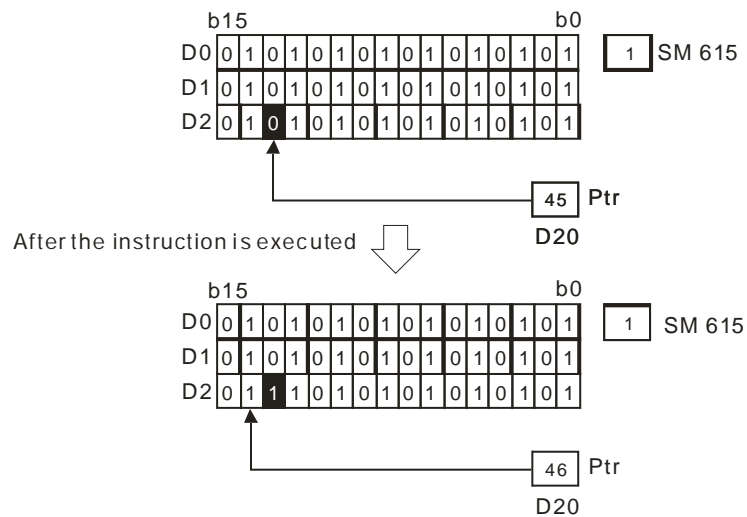 b15 b0
D0 0 1 0 1 0 1 0 1 0 1 0 1 0 1 0 1 1 SM 615
D1 0 1 0 1 0 1 0 1 0 1 0 1 0 1 0 1
D2 0 1 0 1 0 1 0 1 0 1 0 1 0 1 0 1
45 Ptr
D20
After the instruction is executed
b15 b0
D0 0 1 0 1 0 1 0 1 0 1 0 1 0 1 0 1 1 SM 615
D1 0 1 0 1 0 1 0 1 0 1 0 1 0 1 0 1
D2 0 1 1 1 0 1 0 1 0 1 0 1 0 1 0 1
46 Ptr
D20